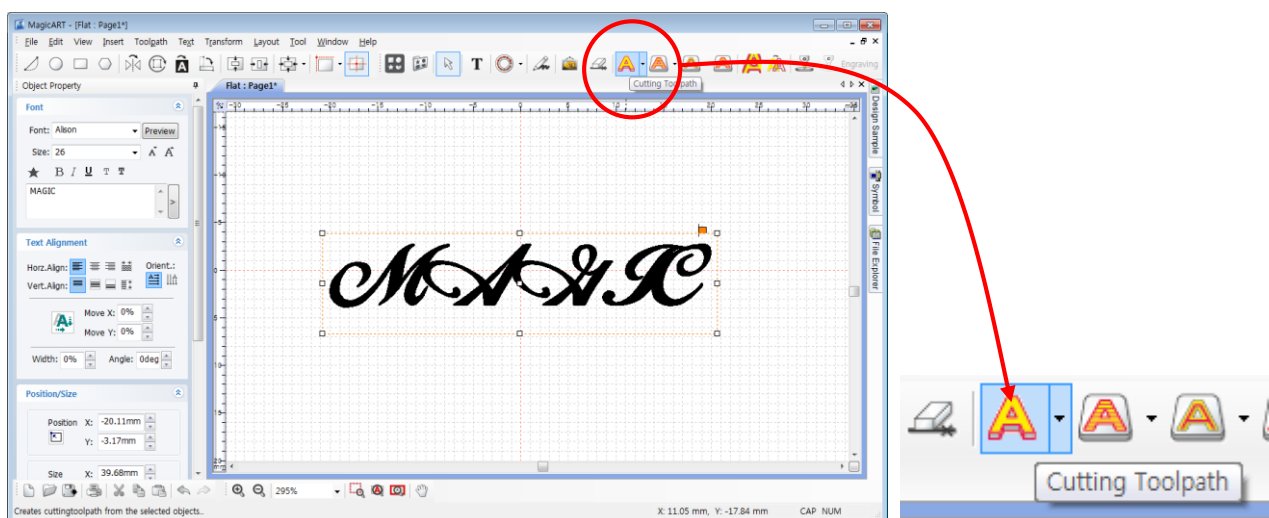 MagicART - [Flat : Page1*]
File Edit View Insert Toolpath Text Transform Layout Tool Window Help
T Engraving
Object Property
Flat : Page1*
Cutting Toolpath
Font
Font: Alison Preview
Size: 26
B I U T T
MAGIC
Text Alignment
Horz.Align: Orient.:
Vert.Align:
Move X: 0%
Move Y: 0%
Width: 0% Angle: 0deg
Position/Size
Position X: -20.11mm
Y: -3.17mm
Size X: 39.68mm
MAGIC
Design Sample
Symbol
File Explorer
295%
Creates cuttingtoolpath from the selected objects..
X: 11.05 mm, Y: -17.84 mm CAP NUM
Cutting Toolpath